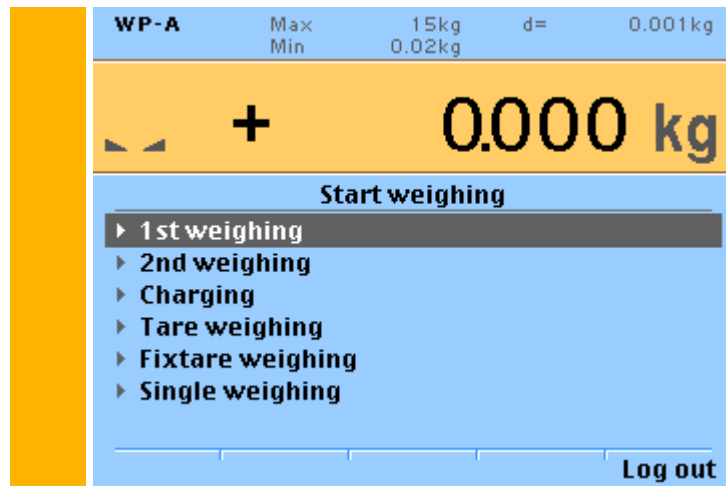 WP-A Max 15kg d= 0.001kg
Min 0.02kg
+ 0.000 kg
Start weighing
1st weighing
2nd weighing
Charging
Tare weighing
Fixtare weighing
Single weighing
Log out